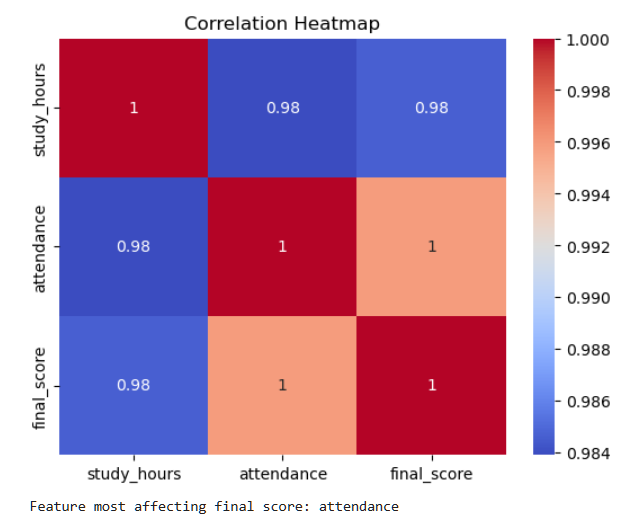 Correlation Heatmap
study_hours 1 0.98 0.98
attendance 0.98 1 1
final_score 0.98 1 1
study_hours attendance final_score
1.000
0.998
0.996
0.994
0.992
0.990
0.988
0.986
0.984
Feature most affecting final score: attendance